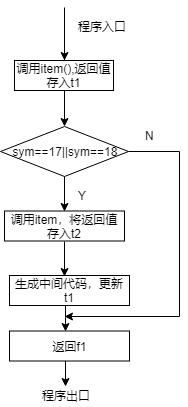 程序入口
调用item(),返回值
存入t1
sym==17||sym==18
N
Y
调用item，将返回值
存入t2
生成中间代码，更新
t1
返回f1
程序出口